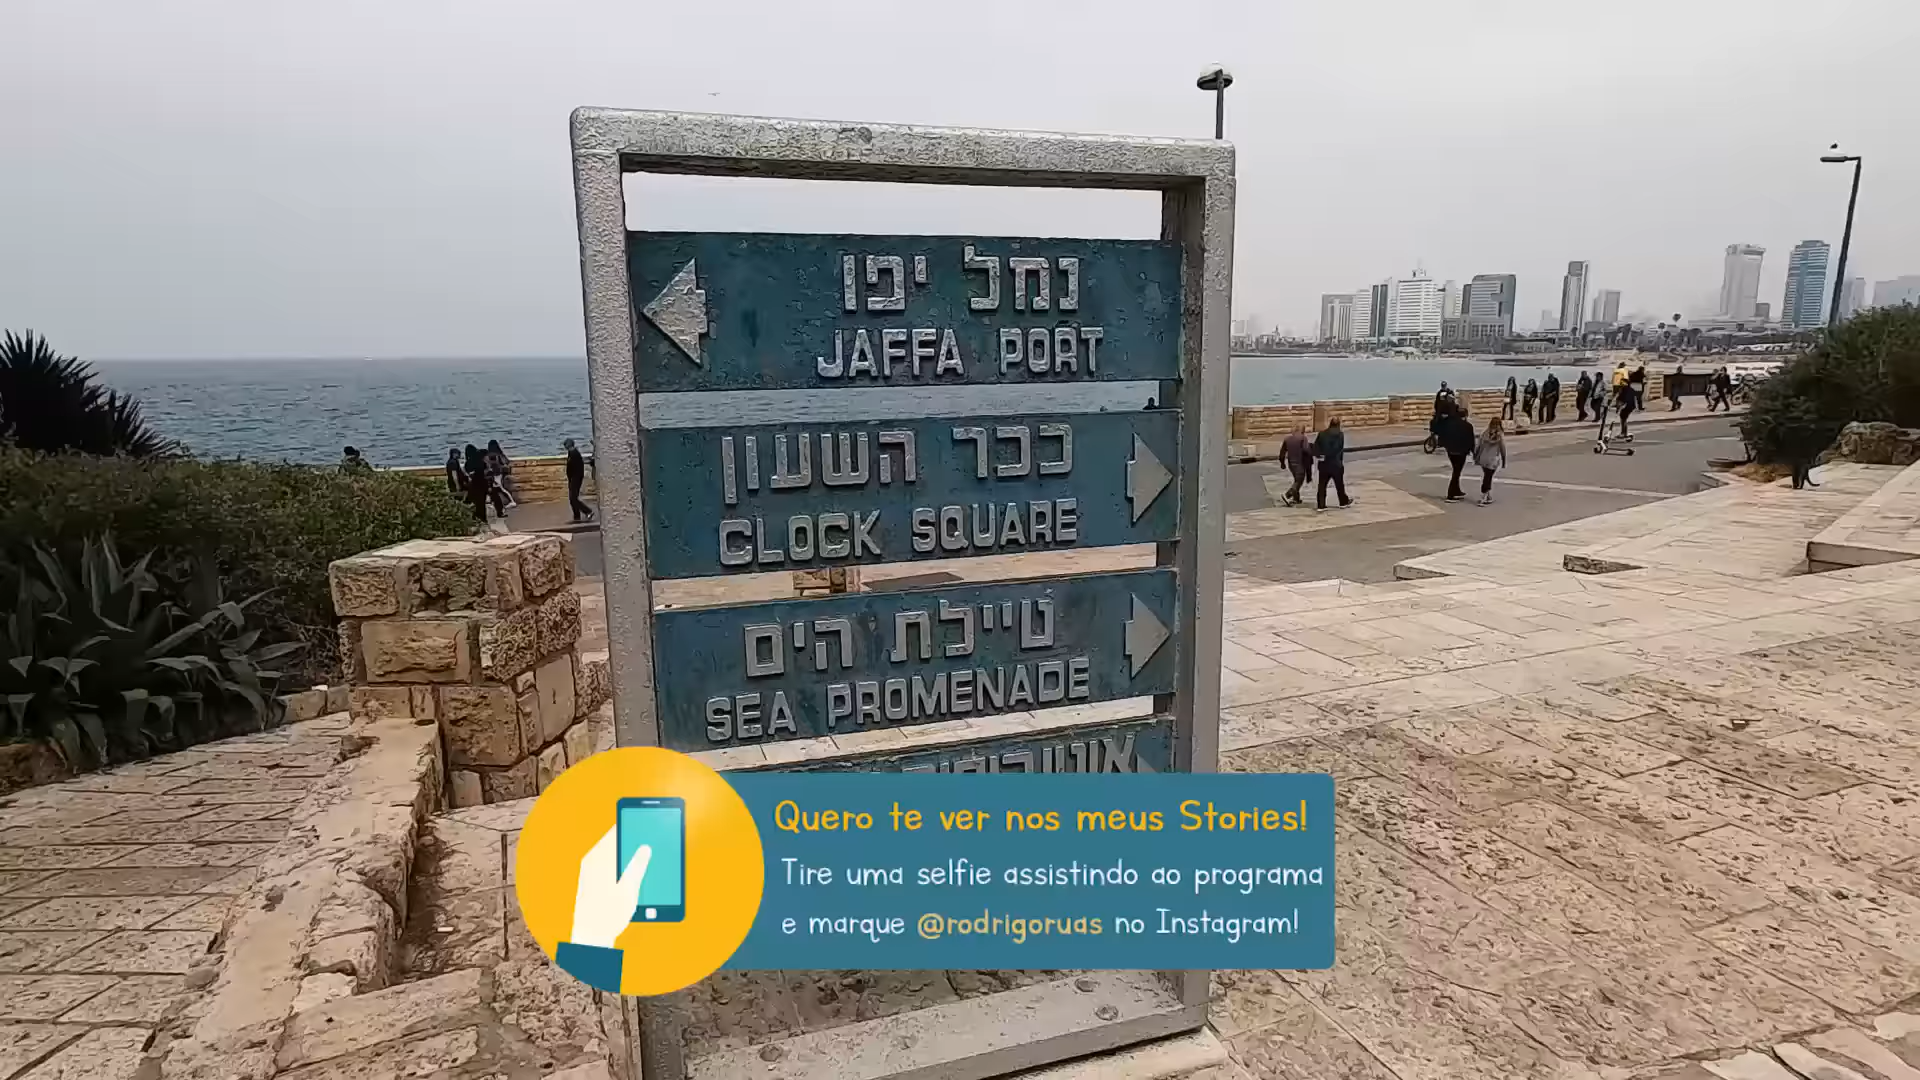 נמל יפו
JAFFA PORT
ככר השעון
CLOCK SQUARE
טיילת הים
SEA PROMENADE
Quero te ver nos meus Stories!
Tire uma selfie assistindo ao programa
e marque @rodrigoruas no Instagram!